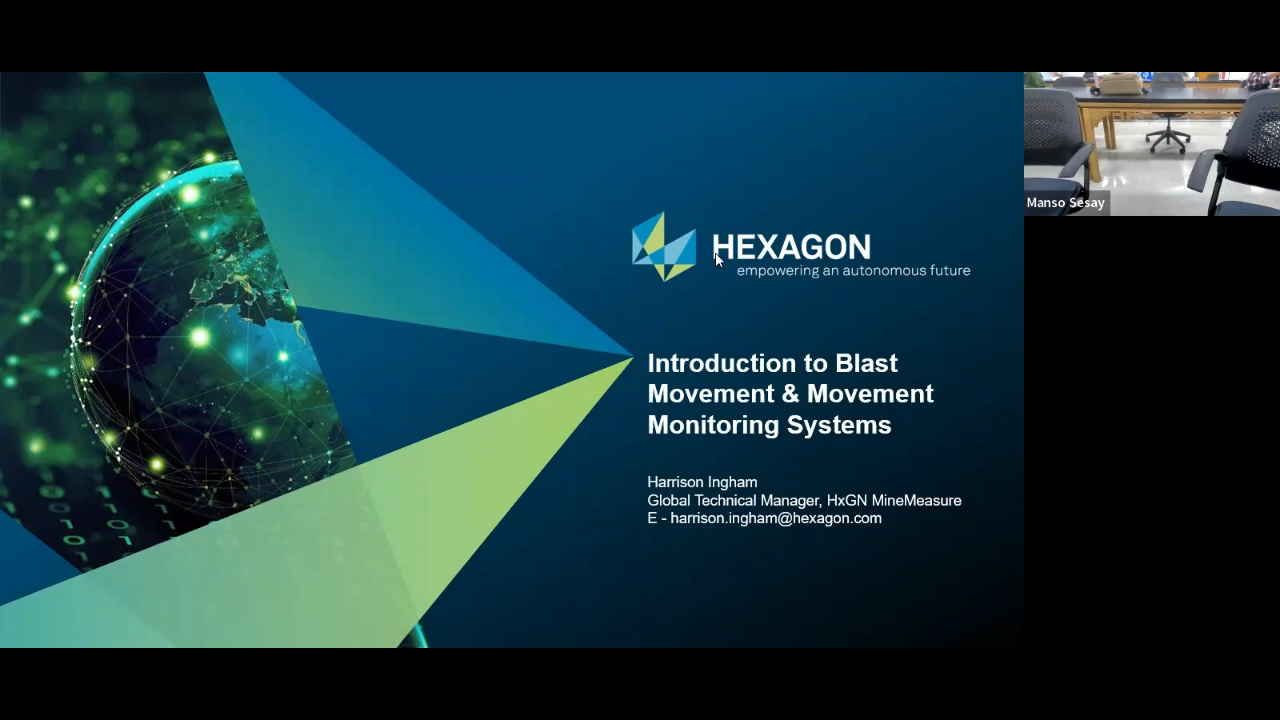 HEXAGON
empowering an autonomous future
Introduction to Blast
Movement & Movement
Monitoring Systems
Harrison Ingham
Global Technical Manager, HxGN MineMeasure
E - harrison.ingham@hexagon.com
Manso Sesay